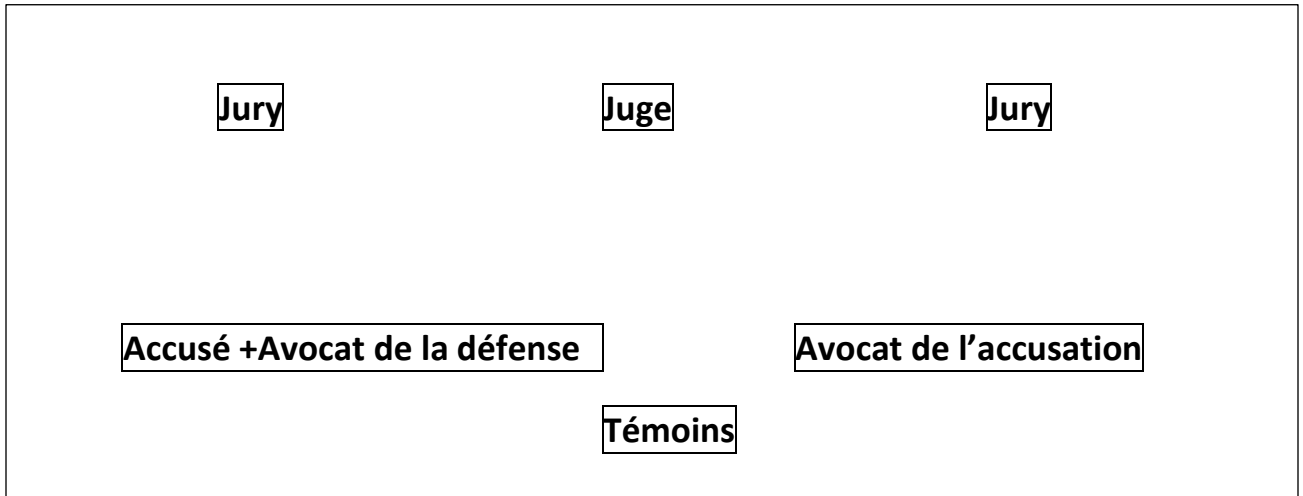 Jury Juge Jury
Accusé +Avocat de la défense Avocat de l’accusation
Témoins